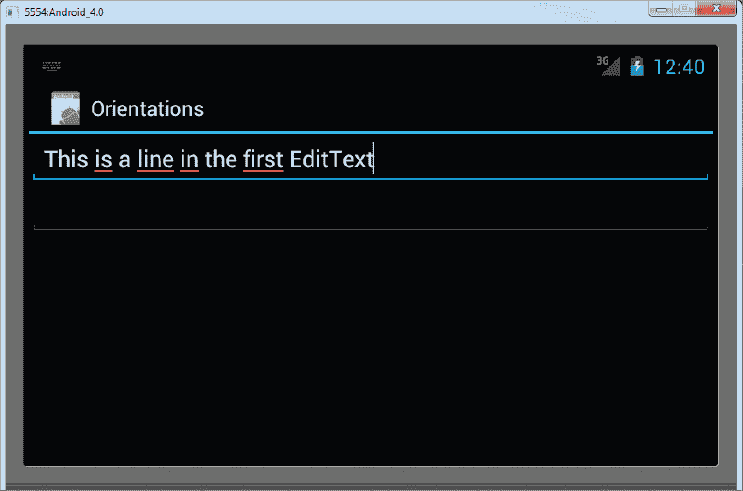 5554:Android_4.0
3G 12:40
Orientations
This is a line in the first EditText